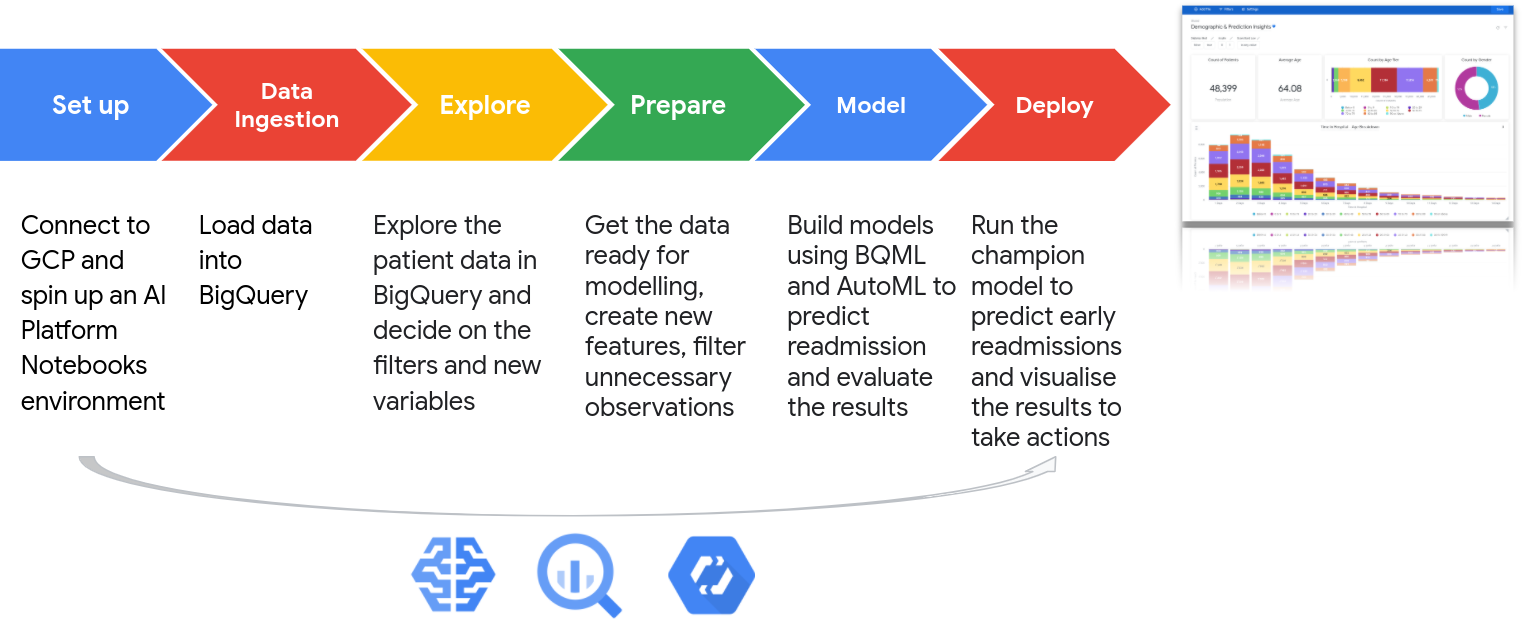 Set up
Data
Ingestion
Explore
Prepare
Model
Deploy
Connect to
GCP and
spin up an AI
Platform
Notebooks
environment
Load data
into
BigQuery
Explore the
patient data in
BigQuery and
decide on the
filters and new
variables
Get the data
ready for
modelling,
create new
features, filter
unnecessary
observations
Build models
using BQML
and AutoML to
predict
readmission
and evaluate
the results
Run the
champion
model to
predict early
readmissions
and visualise
the results to
take actions
Demographic & Prediction Insights
Count of Patients
48,399
Average Age
64.08
Count by Age Tier
Count by Gender